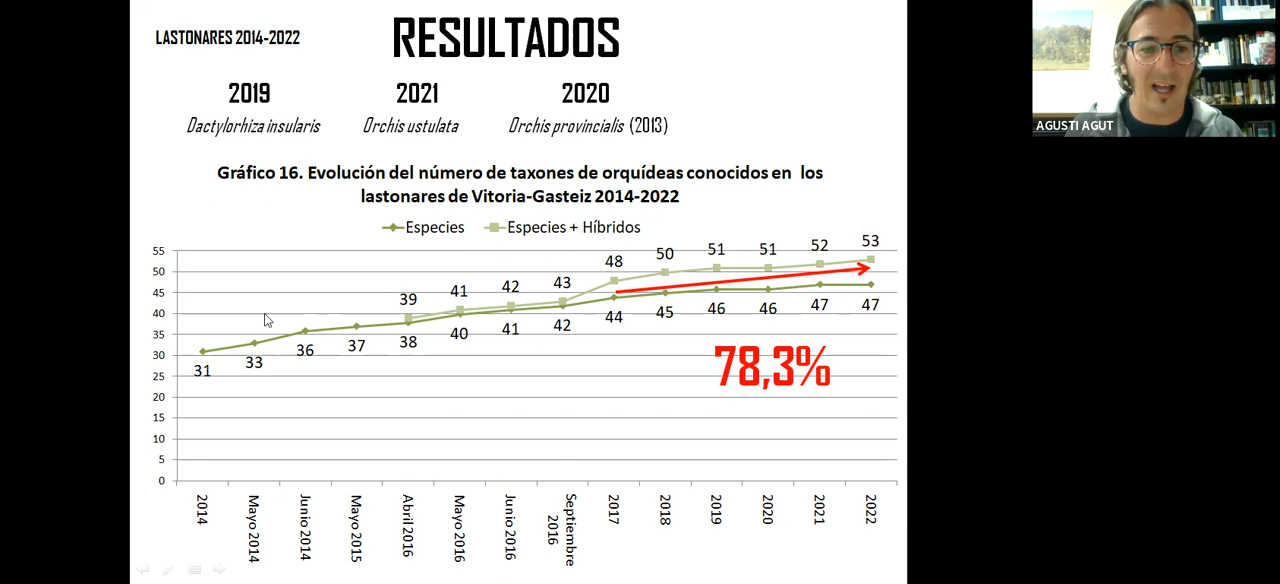 LASTONARES 2014-2022
RESULTADOS
2019
2021
2020
Dactylorhiza insularis
Orchis ustulata
Orchis provincialis (2013)
Gráfico 16. Evolución del número de taxones de orquídeas conocidos en los
lastonares de Vitoria-Gasteiz 2014-2022
Especies
Especies + Híbridos
55
50
45
40
35
30
25
20
15
10
5
0
39
41
42
43
48
50
51
51
52
53
31
33
36
37
38
40
41
42
44
45
46
46
47
47
78,3%
2014
Mayo 2014
Junio 2014
Mayo 2015
Abril 2016
Mayo 2016
Junio 2016
Septiembre
2016
2017
2018
2019
2020
2021
2022
AGUSTI AGUT